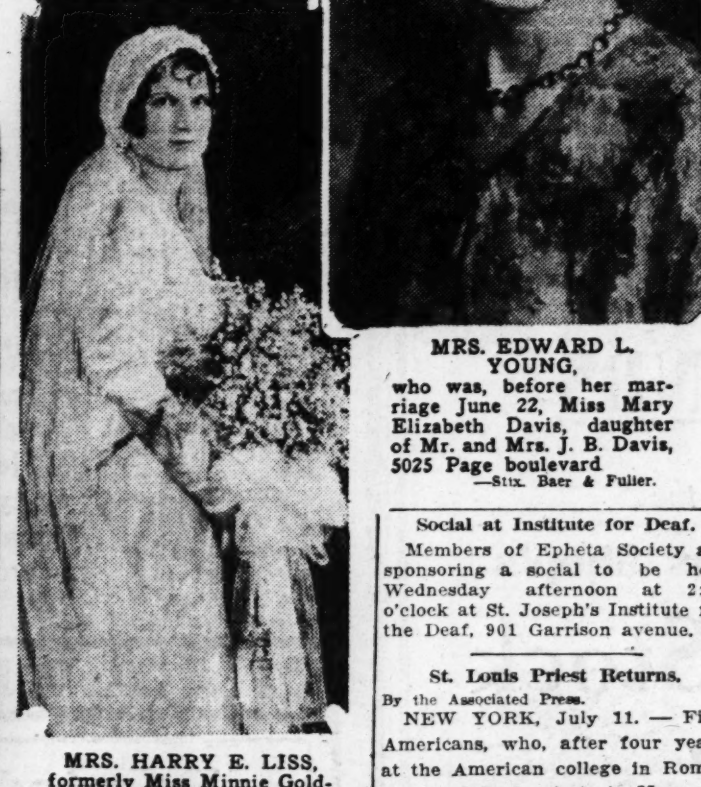 MRS. EDWARD L.
YOUNG,
who was, before her mar-
riage June 22, Miss Mary
Elizabeth Davis, daughter
of Mr. and Mrs. J. B. Davis,
5025 Page boulevard
—Stix. Baer & Fuller.
Social at Institute for Deaf.
Members of Epheta Society
sponsoring a social to be
Wednesday afternoon at 2:
o'clock at St. Joseph's Institute
the Deaf, 901 Garrison avenue.
St. Louis Priest Returns.
By the Associated Press.
NEW YORK, July 11. —
Americans, who, after four
at the American college in
MRS. HARRY E. LISS,
formerly Miss Minnie Gold-